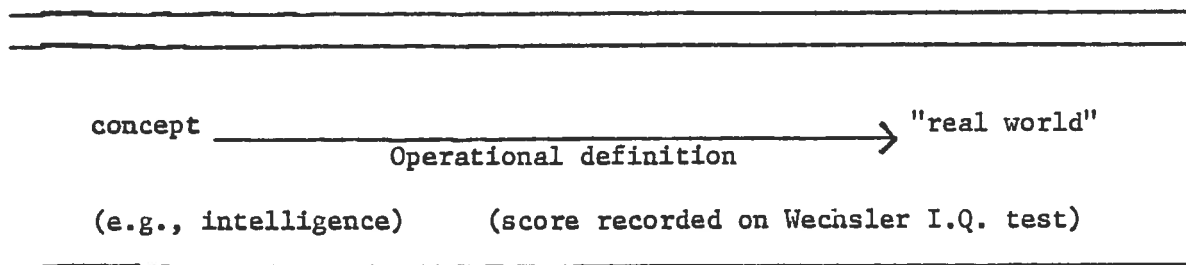 concept "real world"
Operational definition
(e.g., intelligence) (score recorded on Wechsler I.Q. test)